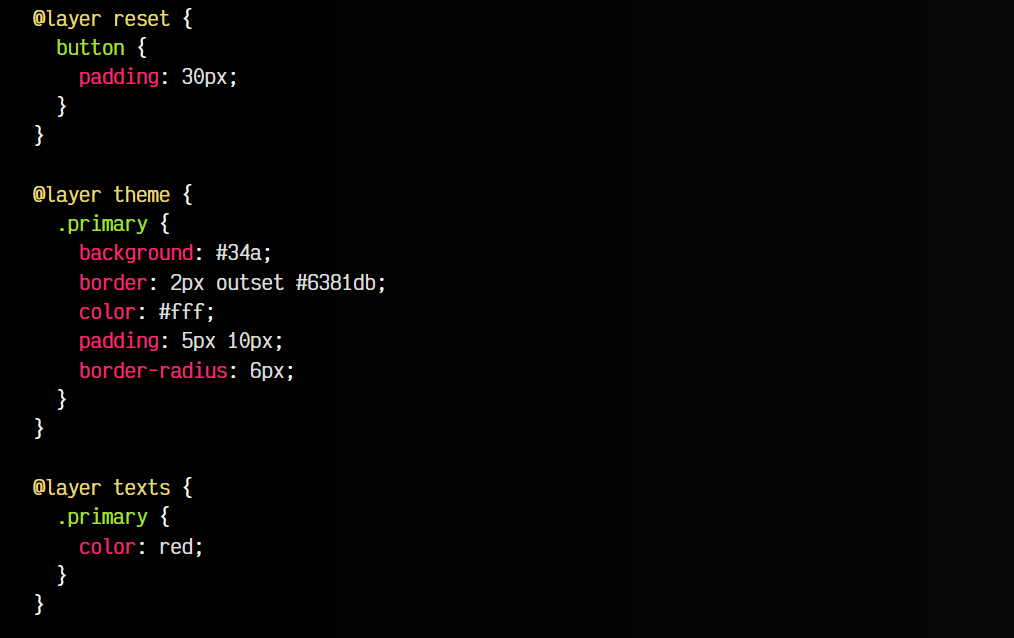 @layer reset {
  button {
    padding: 30px;
  }
}

@layer theme {
  .primary {
    background: #34a;
    border: 2px outset #6381db;
    color: #fff;
    padding: 5px 10px;
    border-radius: 6px;
  }
}

@layer texts {
  .primary {
    color: red;
  }
}